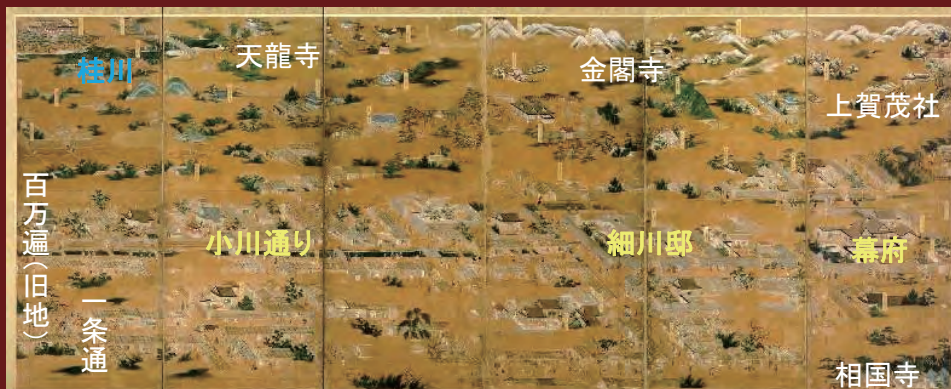 桂川
天龍寺
金閣寺
上賀茂社
百万遍(旧地)
小川通り
細川邸
幕府
一条通
相国寺